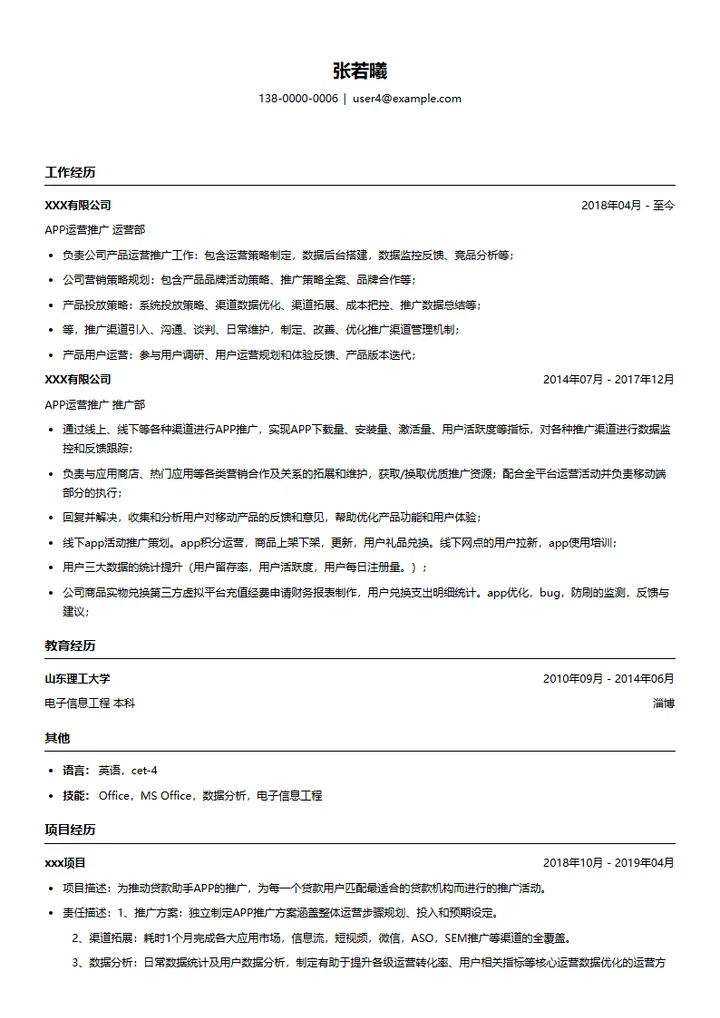 张若曦
138-0000-0006 | user4@example.com
工作经历
XXX有限公司 2018年04月 - 至今
APP运营推广 运营部
• 负责公司产品运营推广工作：包含运营策略制定，数据后台搭建，数据监控反馈、竞品分析等；
• 公司营销策略规划：包含产品品牌活动策略、推广策略全案、品牌合作等；
• 产品投放策略：系统投放策略、渠道数据优化、渠道拓展、成本把控、推广数据总结等；
• 等，推广渠道引入、沟通、谈判、日常维护，制定、改善、优化推广渠道管理机制；
• 产品用户运营：参与用户调研、用户运营规划和体验反馈、产品版本迭代；
XXX有限公司 2014年07月 - 2017年12月
APP运营推广 推广部
• 通过线上、线下等各种渠道进行APP推广，实现APP下载量、安装量、激活量、用户活跃度等指标，对各种推广渠道进行数据监
控和反馈跟踪；
• 负责与应用商店、热门应用等各类营销合作及关系的拓展和维护，获取/换取优质推广资源；配合全平台运营活动并负责移动端
部分的执行；
• 回复并解决，收集和分析用户对移动产品的反馈和意见，帮助优化产品功能和用户体验；
• 线下app活动推广策划。app积分运营，商品上架下架，更新，用户礼品兑换。线下网点的用户拉新，app使用培训；
• 用户三大数据的统计提升（用户留存率，用户活跃度，用户每日注册量。）；
• 公司商品实物兑换第三方虚拟平台充值经费申请财务报表制作，用户兑换支出明细统计。app优化，bug，防刷的监测，反馈与
建议；
教育经历
山东理工大学 2010年09月 - 2014年06月
电子信息工程 本科 淄博
其他
• 语言： 英语，cet-4
• 技能： Office，MS Office，数据分析，电子信息工程
项目经历
xxx项目 2018年10月 - 2019年04月
• 项目描述：为推动贷款助手APP的推广，为每一个贷款用户匹配最适合的贷款机构而进行的推广活动。
• 责任描述：1、推广方案：独立制定APP推广方案涵盖整体运营步骤规划、投入和预期设定。
2、渠道拓展：耗时1个月完成各大应用市场，信息流，短视频，微信，ASO，SEM推广等渠道的全覆盖。
3、数据分析：日常数据统计及用户数据分析，制定有助于提升各级运营转化率、用户相关指标等核心运营数据优化的运营方